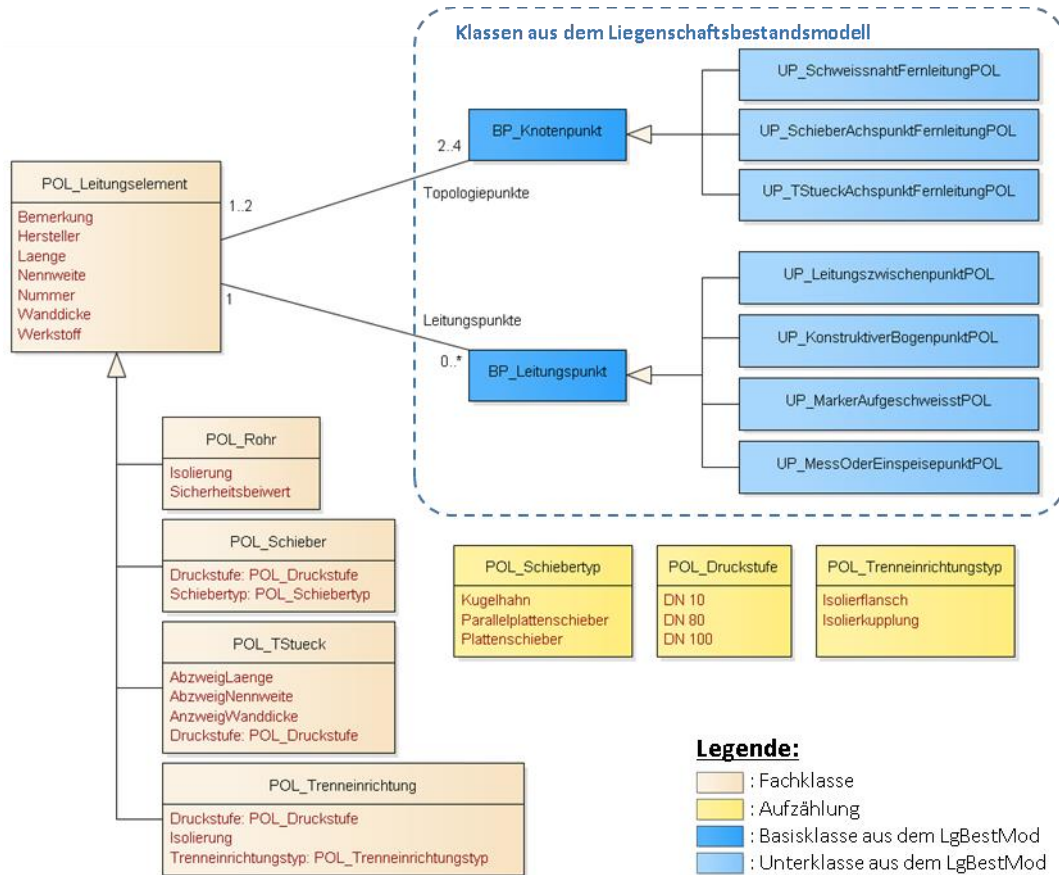 Klassen aus dem Liegenschaftsbestandsmodell
UP_SchweissnahtFernleitungPOL
BP_Knotenpunkt
UP_SchieberAchspunktFernleitungPOL
2..4
UP_TStueckAchspunktFernleitungPOL
Topologiepunkte
POL_Leitungselement
Bemerkung
Hersteller
Laenge
Nennweite
Nummer
Wanddicke
Werkstoff
1..2
1
Leitungspunkte
0..*
BP_Leitungspunkt
UP_LeitungszwischenpunktPOL
UP_KonstruktiverBogenpunktPOL
UP_MarkerAufgeschweisstPOL
UP_MessOderEinspeisepunktPOL
POL_Rohr
Isolierung
Sicherheitsbeiwert
POL_Schieber
Druckstufe: POL_Druckstufe
Schiebertyp: POL_Schiebertyp
POL_TStueck
AbzweigLaenge
AbzweigNennweite
AnzweigWanddicke
Druckstufe: POL_Druckstufe
POL_Trenneinrichtung
Druckstufe: POL_Druckstufe
Isolierung
Trenneinrichtungstyp: POL_Trenneinrichtungstyp
POL_Schiebertyp
Kugelhahn
Parallelplattenschieber
Plattenschieber
POL_Druckstufe
DN 10
DN 80
DN 100
POL_Trenneinrichtungstyp
Isolierflansch
Isolierkupplung
Legende:
: Fachklasse
: Aufzählung
: Basisklasse aus dem LgBestMod
: Unterklasse aus dem LgBestMod